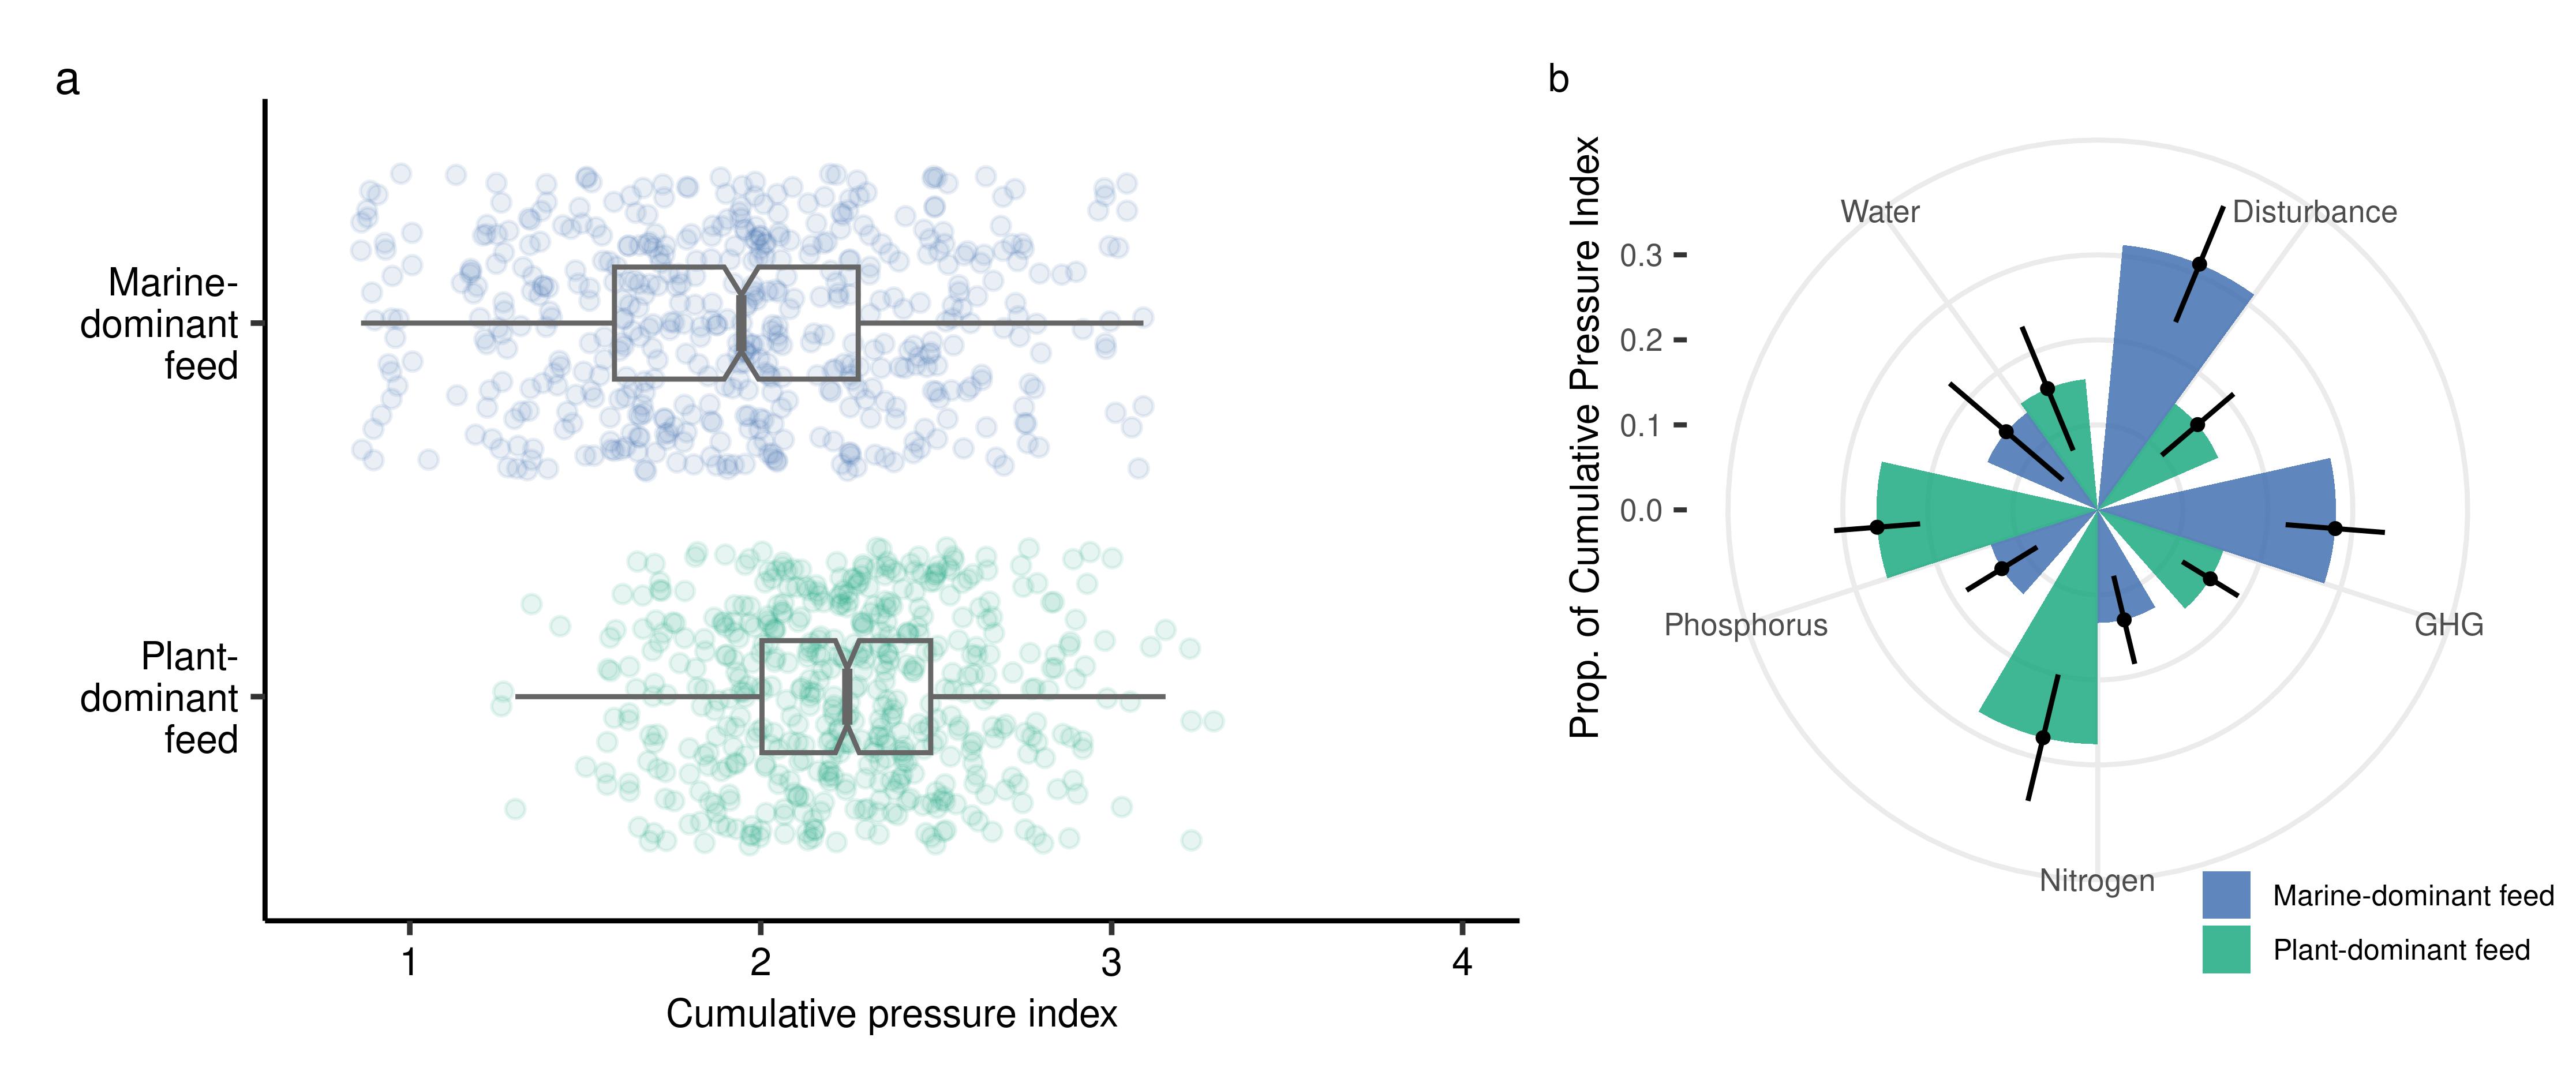 a
Marine-
dominant
feed
Plant-
dominant
feed
1 2 3 4
Cumulative pressure index
b
Prop. of Cumulative Pressure Index
0.3
0.2
0.1
0.0
Water
Disturbance
Phosphorus
GHG
Nitrogen
Marine-dominant feed
Plant-dominant feed